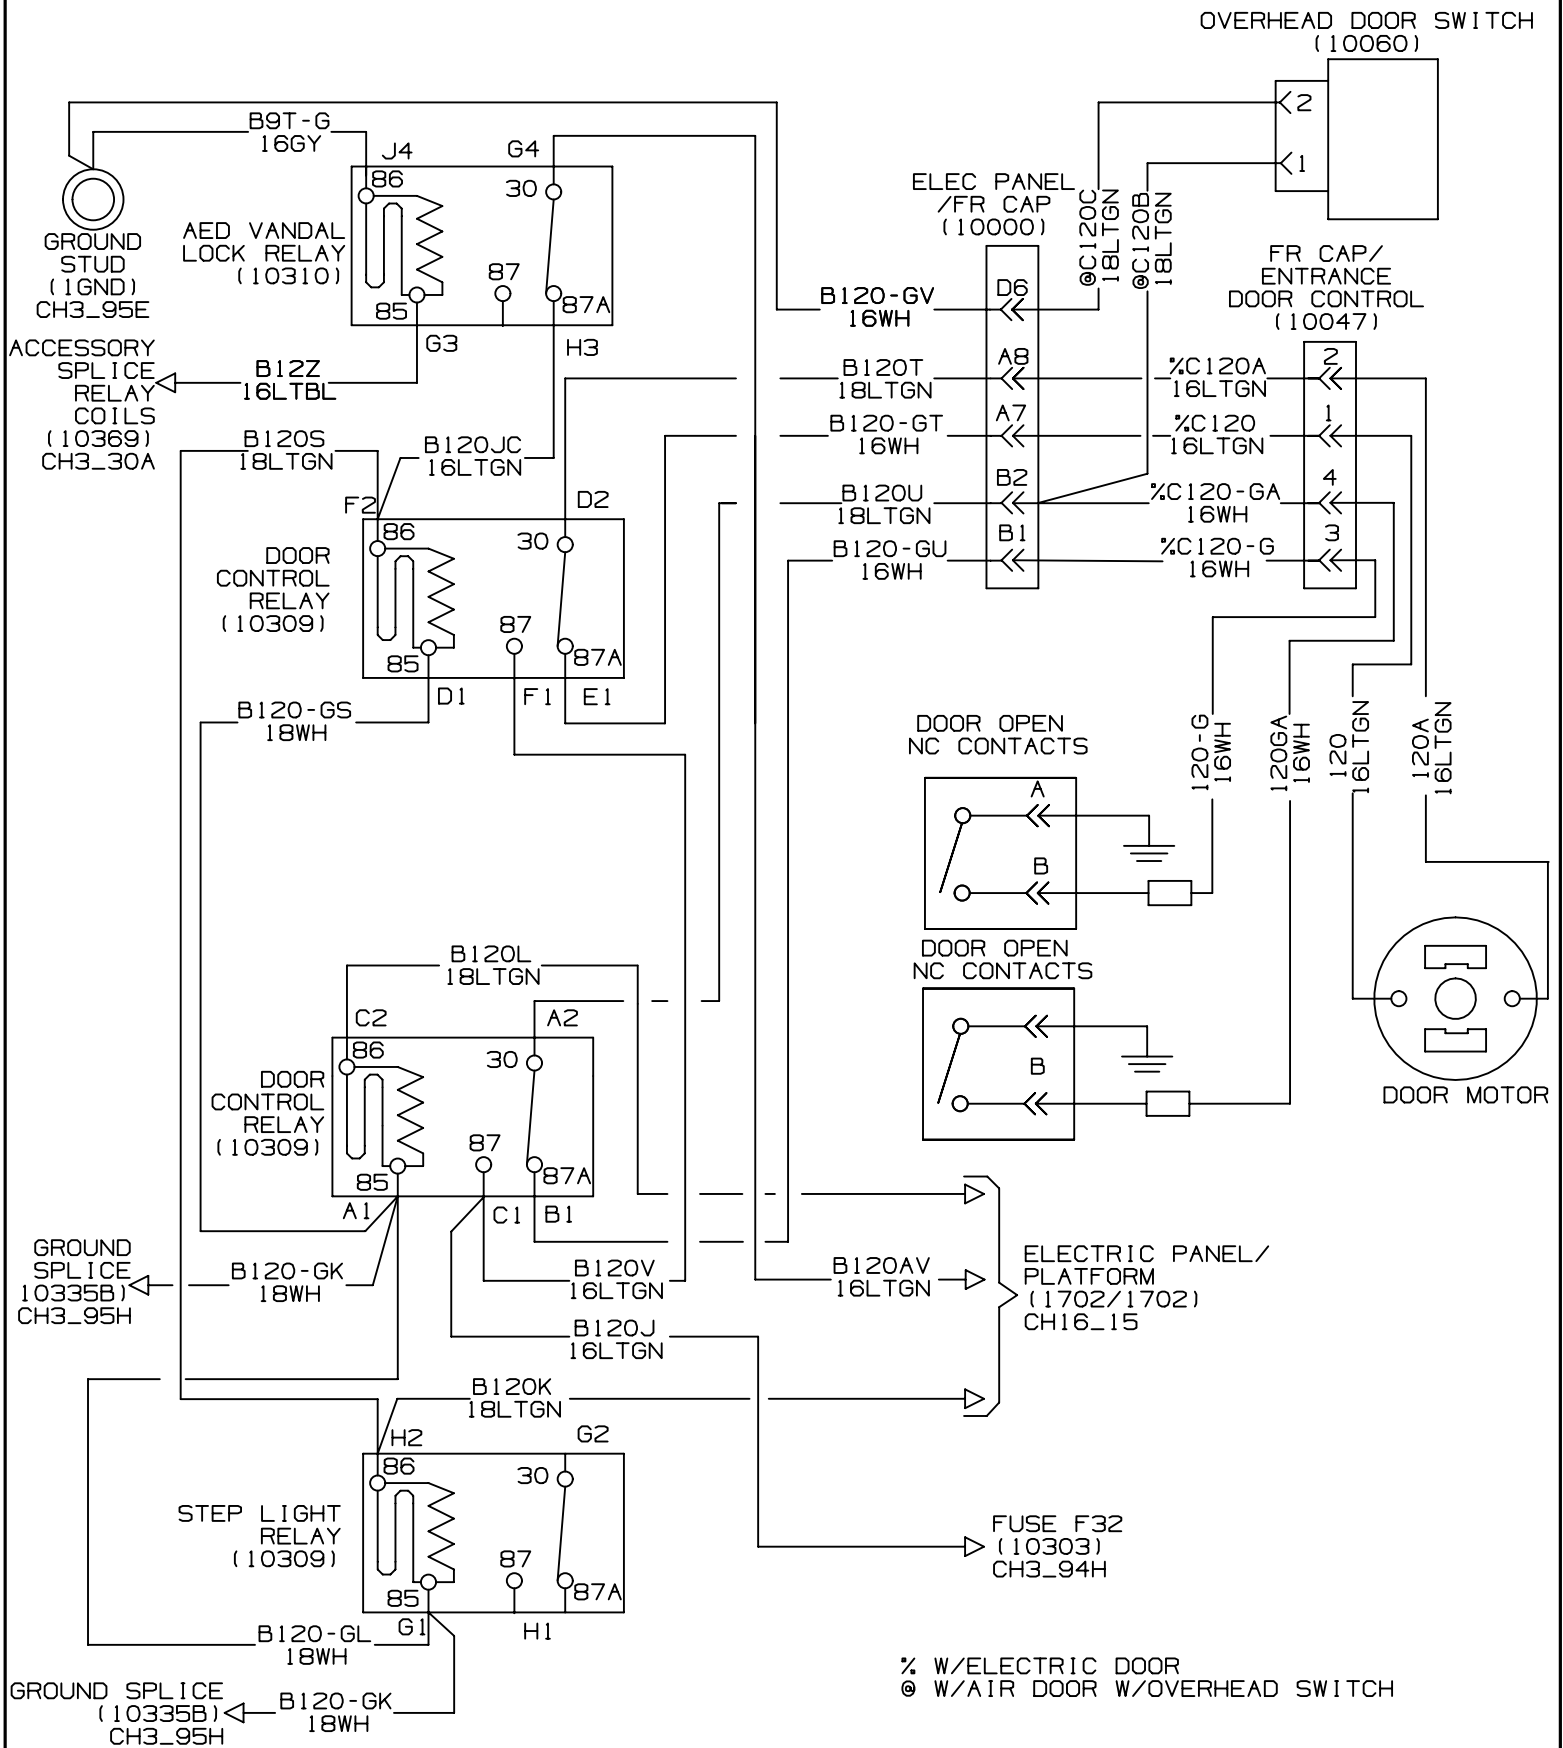 OVERHEAD DOOR SWITCH
(10060)
2
1
B9T-G
16GY
J4
G4
86
30
AED VANDAL
LOCK RELAY
(10310)
87
85
87A
G3
H3
GROUND
STUD
(1GND)
CH3_95E
ACCESSORY
SPLICE
RELAY
COILS
(10369)
CH3_30A
B12Z
16LTBL
B120S
18LTGN
B120JC
16LTGN
ELEC PANEL
/FR CAP
(10000)
@C120C
18LTGN
@C120B
18LTGN
FR CAP/
ENTRANCE
DOOR CONTROL
(10047)
B120-GV
16WH
D6
B120T
18LTGN
A8
%C120A
16LTGN
2
B120-GT
16WH
A7
%C120
16LTGN
1
B120U
18LTGN
B2
%C120-GA
16WH
4
B120-GU
16WH
B1
%C120-G
16WH
3
F2
D2
86
30
DOOR
CONTROL
RELAY
(10309)
87
85
87A
D1
F1
E1
B120-GS
18WH
DOOR OPEN
NC CONTACTS
A
B
120-G
16WH
120GA
16WH
120
16LTGN
120A
16LTGN
DOOR OPEN
NC CONTACTS
B
DOOR MOTOR
B120L
18LTGN
C2
A2
86
30
DOOR
CONTROL
RELAY
(10309)
87
85
87A
A1
C1
B1
GROUND
SPLICE
10335B)
CH3_95H
B120-GK
18WH
B120V
16LTGN
B120AV
16LTGN
ELECTRIC PANEL/
PLATFORM
(1702/1702)
CH16_15
B120J
16LTGN
B120K
18LTGN
H2
G2
86
30
STEP LIGHT
RELAY
(10309)
87
85
87A
G1
H1
FUSE F32
(10303)
CH3_94H
B120-GL
18WH
GROUND SPLICE
(10335B)
CH3_95H
B120-GK
18WH
% W/ELECTRIC DOOR
@ W/AIR DOOR W/OVERHEAD SWITCH